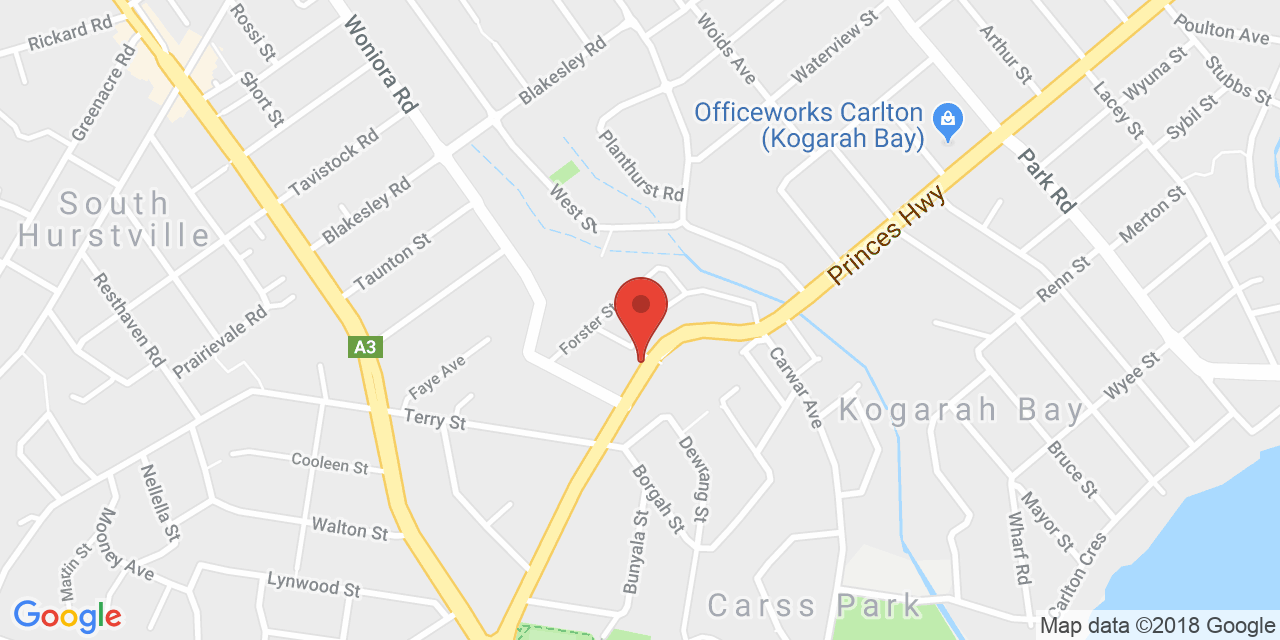 Rickard Rd
Rossi St
Greenacre Rd
Short St
Woniora Rd
Blakesley Rd
Woids Ave
Waterview St
Arthur St
Poulton Ave
Wyuna St
Stubbs St
Lacey St
Sybil St
Officeworks Carlton
(Kogarah Bay)
Park Rd
Tavistock Rd
Planthurst Rd
West St
South
Hurstville
Blakesley Rd
Taunton St
Princes Hwy
Merton St
Renn St
Resthaven Rd
Prairievale Rd
Forster St
A3
Faye Ave
Carwar Ave
Wyee St
Kogarah Bay
Terry St
Cooleen St
Dewrang St
Borgah St
Bruce St
Nellella St
Mayor St
Walton St
Mooney Ave
Bunyala St
Wharf Rd
Carlton Cres
Martin St
Lynwood St
Carss Park
Google
Map data ©2018 Google